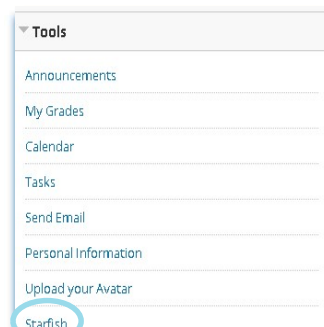 Tools
Announcements
My Grades
Calendar
Tasks
Send Email
Personal Information
Upload your Avatar
Starfish